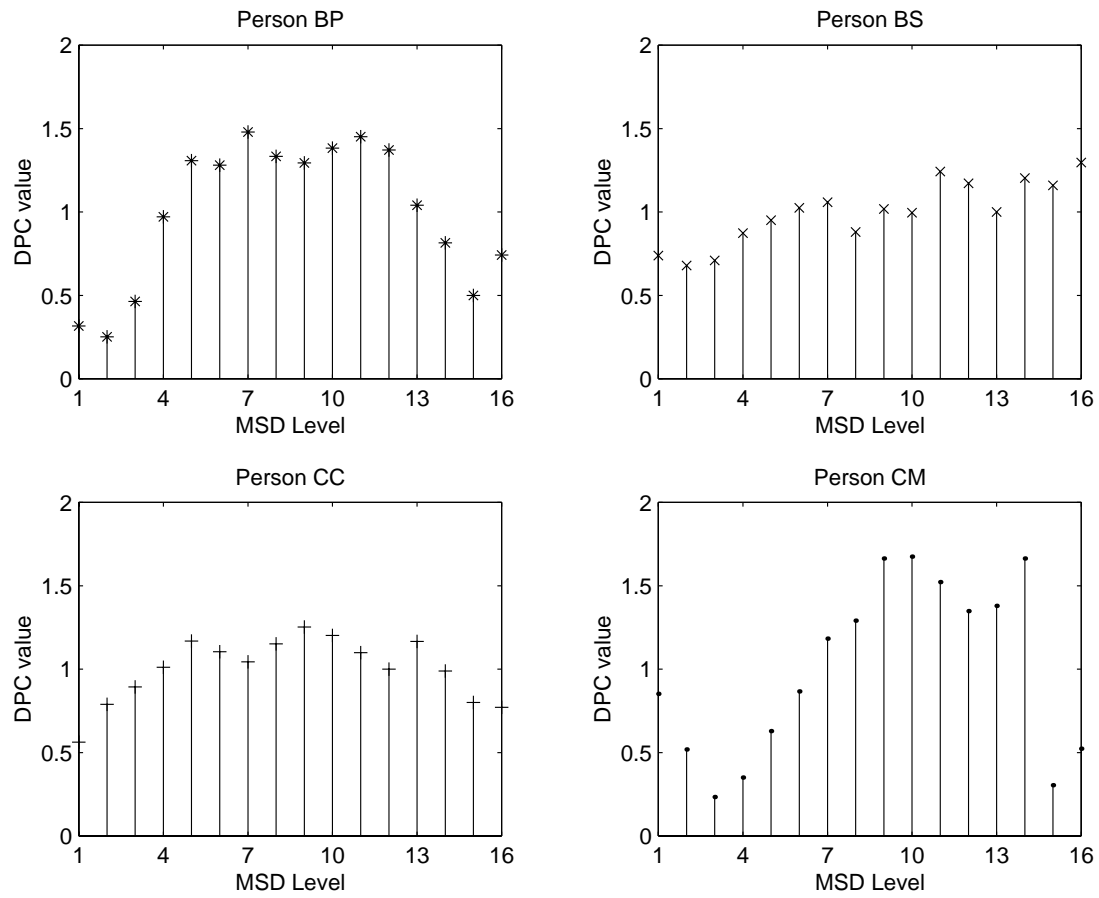 Person BP
2
1.5
1
0.5
0
DPC value
1 4 7 10 13 16
MSD Level
Person BS
2
1.5
1
0.5
0
DPC value
1 4 7 10 13 16
MSD Level
Person CC
2
1.5
1
0.5
0
DPC value
1 4 7 10 13 16
MSD Level
Person CM
2
1.5
1
0.5
0
DPC value
1 4 7 10 13 16
MSD Level